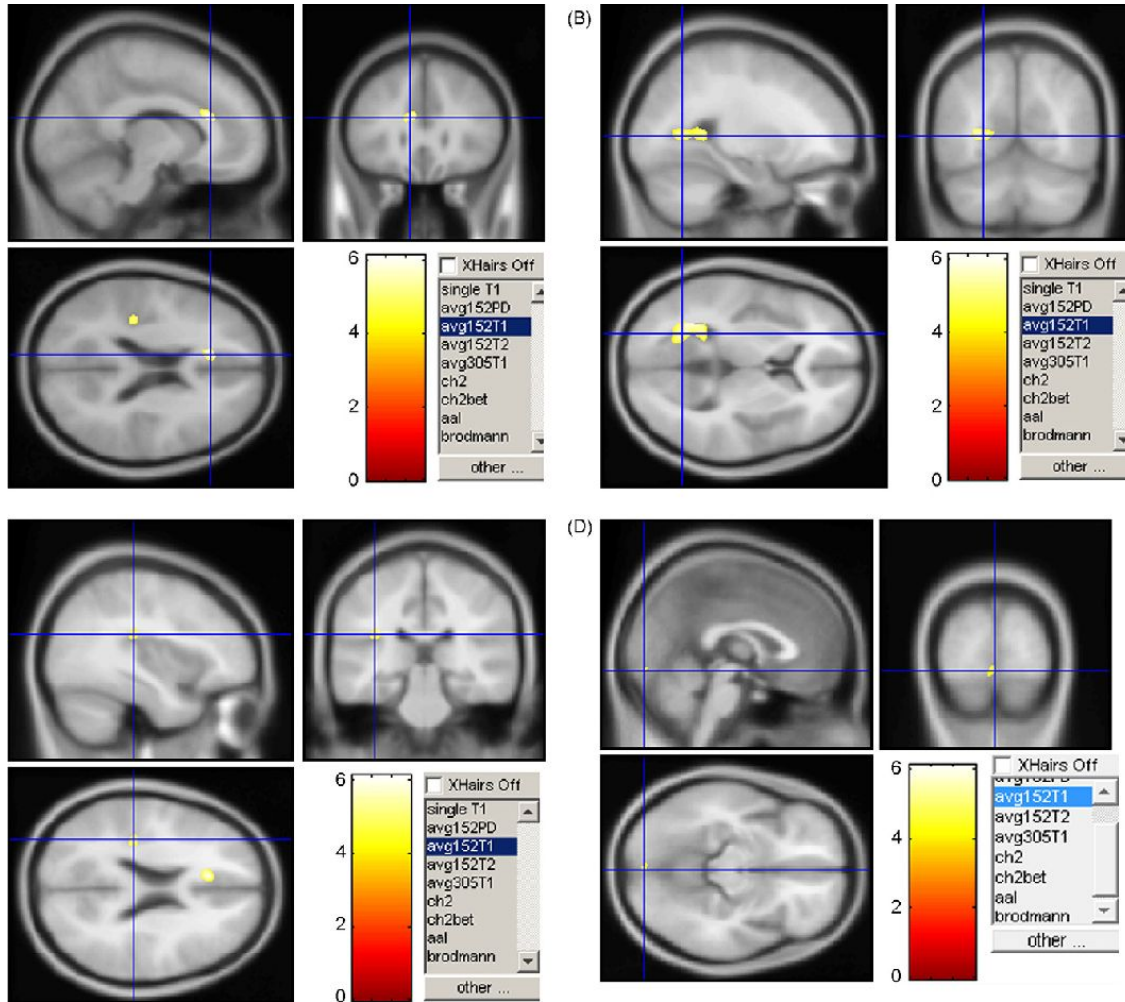 (B)
6
4
2
0
XHairs Off
single T1
avg152PD
avg152T1
avg152T2
avg305T1
ch2
ch2bet
aal
brodmann
other ...
6
4
2
0
XHairs Off
single T1
avg152PD
avg152T1
avg152T2
avg305T1
ch2
ch2bet
aal
brodmann
other ...
(D)
6
4
2
0
XHairs Off
single T1
avg152PD
avg152T1
avg152T2
avg305T1
ch2
ch2bet
aal
brodmann
other ...
6
4
2
0
XHairs Off
avg152T1
avg152T2
avg305T1
ch2
ch2bet
aal
brodmann
other ...